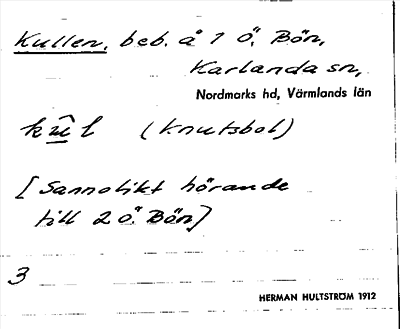 Kullen, beb. å 1 Ö. Bön,
Karlanda sn,
Nordmarks hd, Värmlands län
kūl (Knutsbol)
[Sannolikt hörande
till 2 Ö. Bön]
3
HERMAN HULTSTRÖM 1912